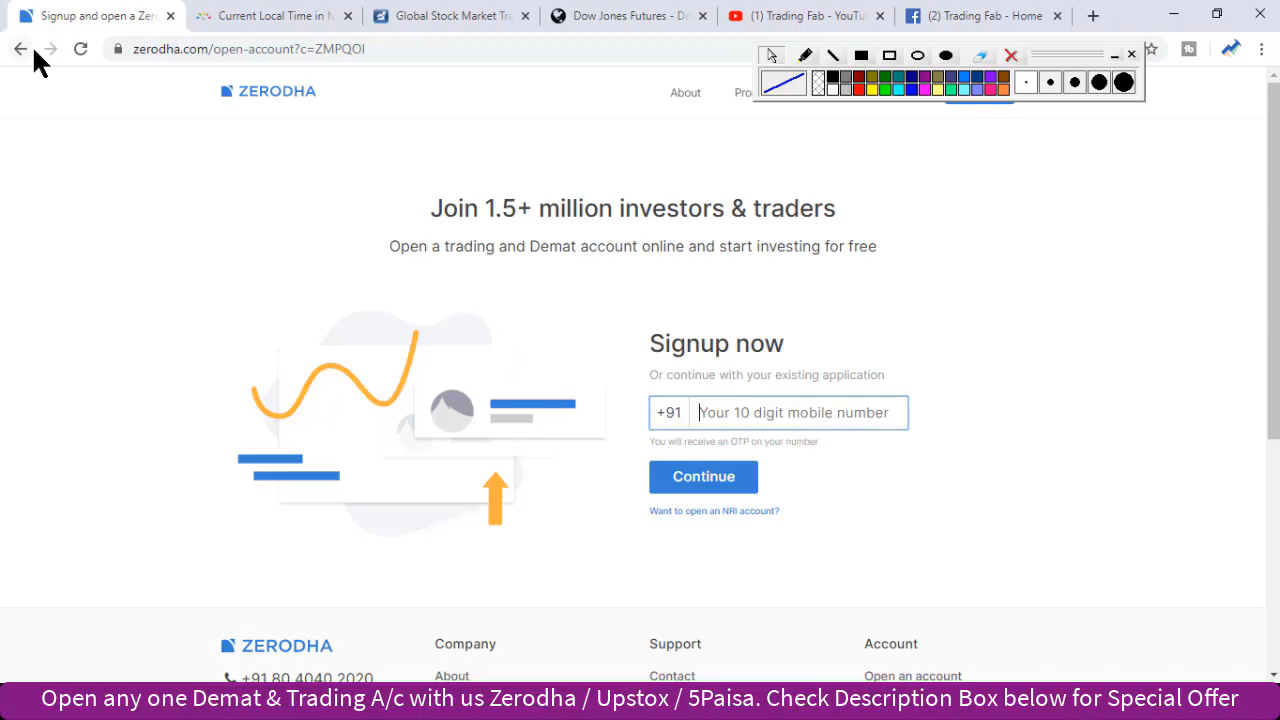 Signup and open a Zer
Current Local Time in N
Global Stock Market Tra
Dow Jones Futures - Do
(1) Trading Fab - YouTu
(2) Trading Fab - Home
zerodha.com/open-account?c=ZMPQOI
ZERODHA
About
Pro
Join 1.5+ million investors & traders
Open a trading and Demat account online and start investing for free
Signup now
Or continue with your existing application
+91 Your 10 digit mobile number
You will receive an OTP on your number
Continue
Want to open an NRI account?
ZERODHA
Company
Support
Account
+91 80 4040 2020
About
Contact
Open an account
Open any one Demat & Trading A/c with us Zerodha / Upstox / 5Paisa. Check Description Box below for Special Offer